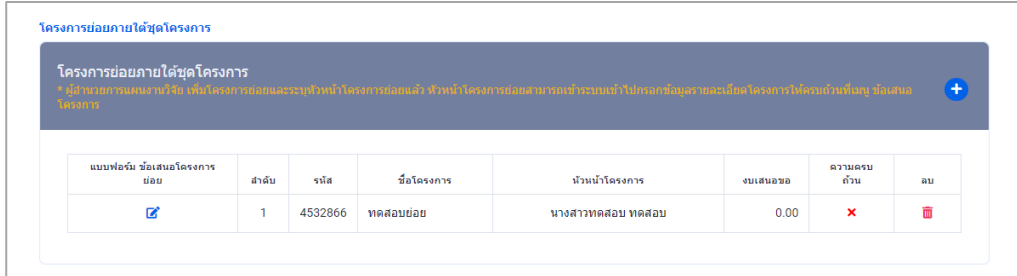 โครงการย่อยภายใต้ชุดโครงการ
โครงการย่อยภายใต้ชุดโครงการ
* ผู้อำนวยการแผนงานวิจัย เพิ่มโครงการย่อยและระบุหัวหน้าโครงการย่อยแล้ว หัวหน้าโครงการย่อยสามารถเข้าระบบเข้าไปกรอกข้อมูลรายละเอียดโครงการให้ครบถ้วนที่เมนู ข้อเสนอ
โครงการ
แบบฟอร์ม ข้อเสนอโครงการ
ย่อย
ลำดับ
รหัส
ชื่อโครงการ
หัวหน้าโครงการ
งบเสนอขอ
ความครบ
ถ้วน
ลบ
1 4532866 ทดสอบย่อย นางสาวทดสอบ ทดสอบ 0.00